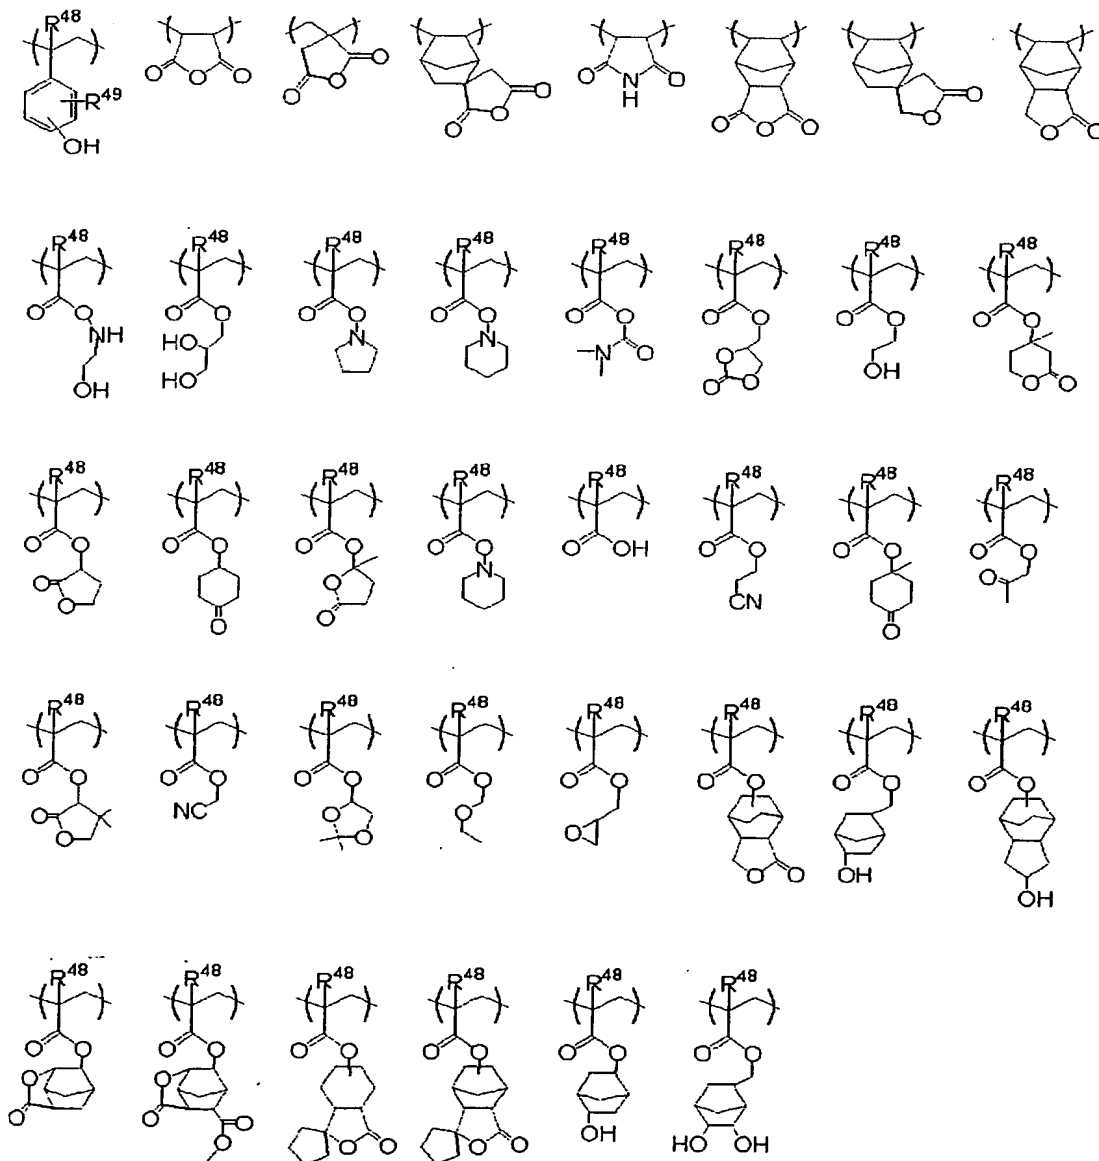 R48 R49 OH O O O O O O O O O O N H O O O O O O O O O
R48 R48 R48 R48 R48 R48 R48 R48
O O NH OH O O HO HO O O N O O N O O N O O O O O O O O OH O O O O
R48 R48 R48 R48 R48 R48 R48 R48
O O O O O O O O O O O O O N O OH O O CN O O O O O O
R48 R48 R48 R48 R48 R48 R48 R48
O O O O O O NC O O O O O O O O O O O O O O O O OH O O OH
R48 R48 R48 R48 R48 R48
O O O O O O O O O O O O O O O O O O O O OH O O HO OH